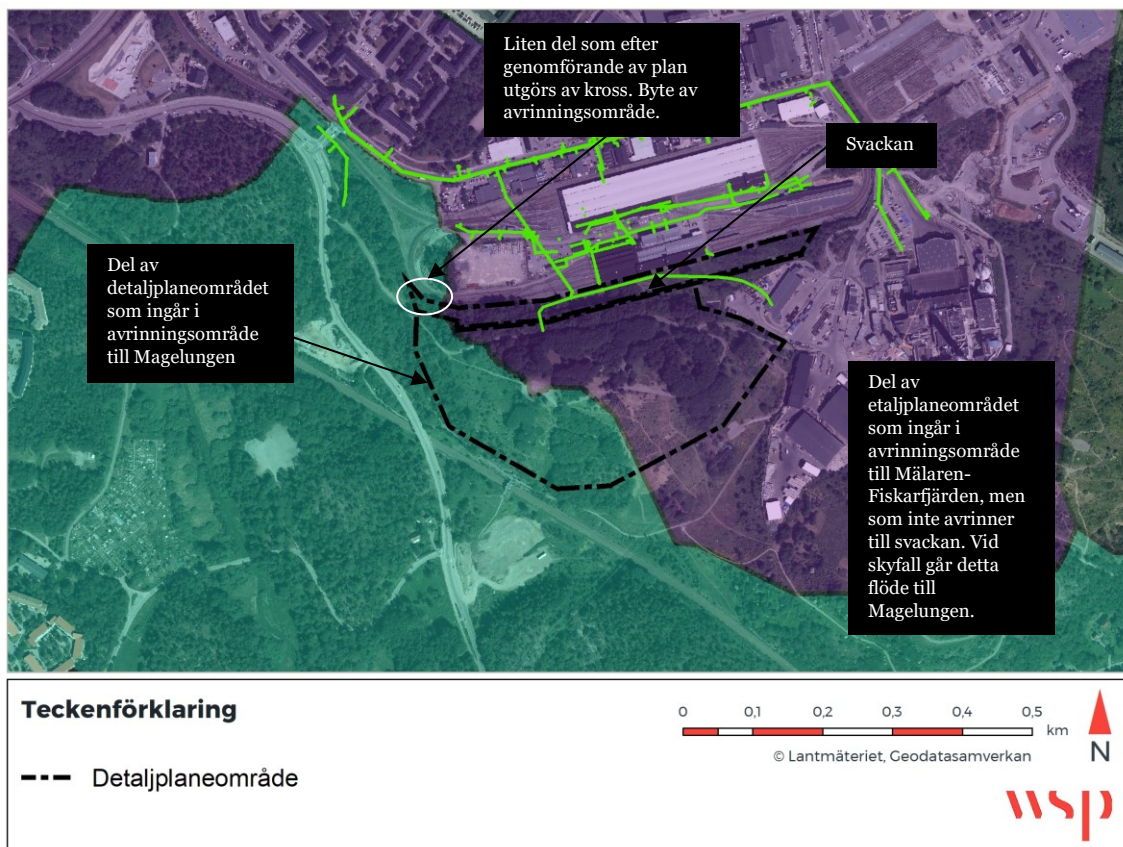 Liten del som efter
genomförande av plan
utgörs av kross. Byte av
avrinningsområde.
Svackan
Del av
detaljplaneområdet
som ingår i
avrinningsområde
till Magelungen
Del av
etaljplaneområdet
som ingår i
avrinningsområde
till Mälaren-
Fiskarfjärden, men
som inte avrinner
till svackan. Vid
skyfall går detta
flöde till
Magelungen.
Teckenförklaring
Detaljplaneområde
0 0,1 0,2 0,3 0,4 0,5
km
© Lantmäteriet, Geodatasamverkan
N
wsp